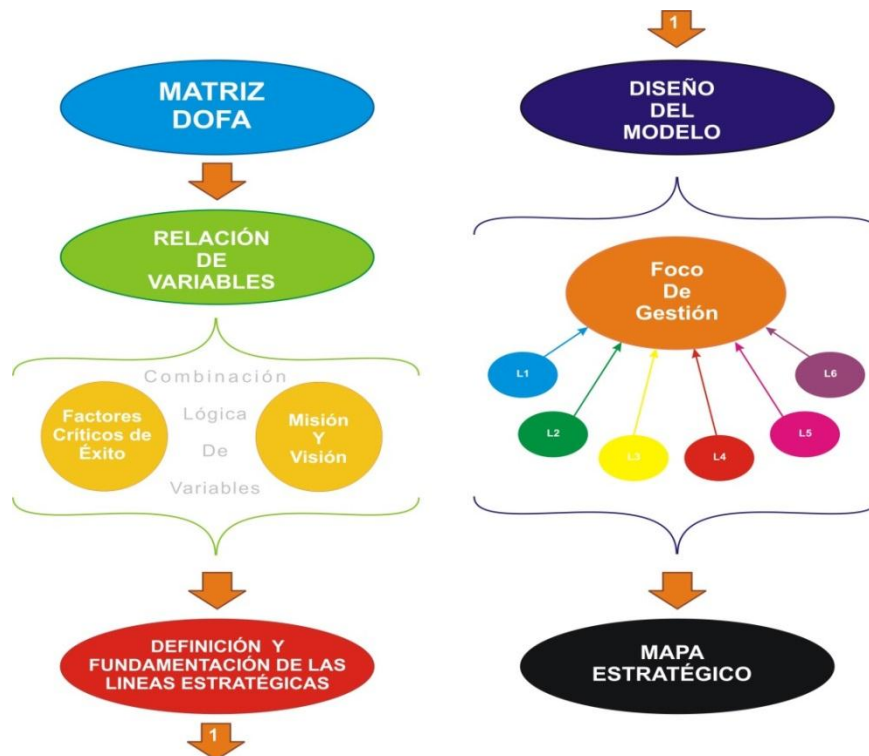 MATRIZ
DOFA
RELACIÓN
DE
VARIABLES
Combinación
Lógica
De
Variables
Factores
Críticos de
Éxito
Misión
Y
Visión
DEFINICIÓN Y
FUNDAMENTACIÓN DE LAS
LINEAS ESTRATÉGICAS
1
1
DISEÑO
DEL
MODELO
Foco
De
Gestión
L1
L2
L3
L4
L5
L6
MAPA
ESTRATÉGICO